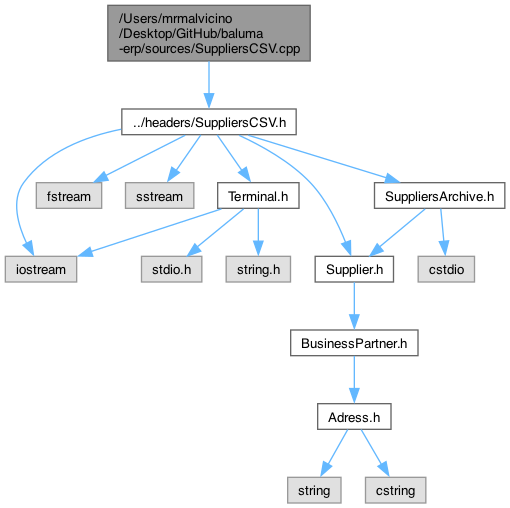 /Users/mrmalvicino
/Desktop/GitHub/baluma
-erp/sources/SuppliersCSV.cpp
../headers/SuppliersCSV.h
fstream
sstream
Terminal.h
SuppliersArchive.h
iostream
stdio.h
string.h
Supplier.h
cstdio
BusinessPartner.h
Adress.h
string
cstring